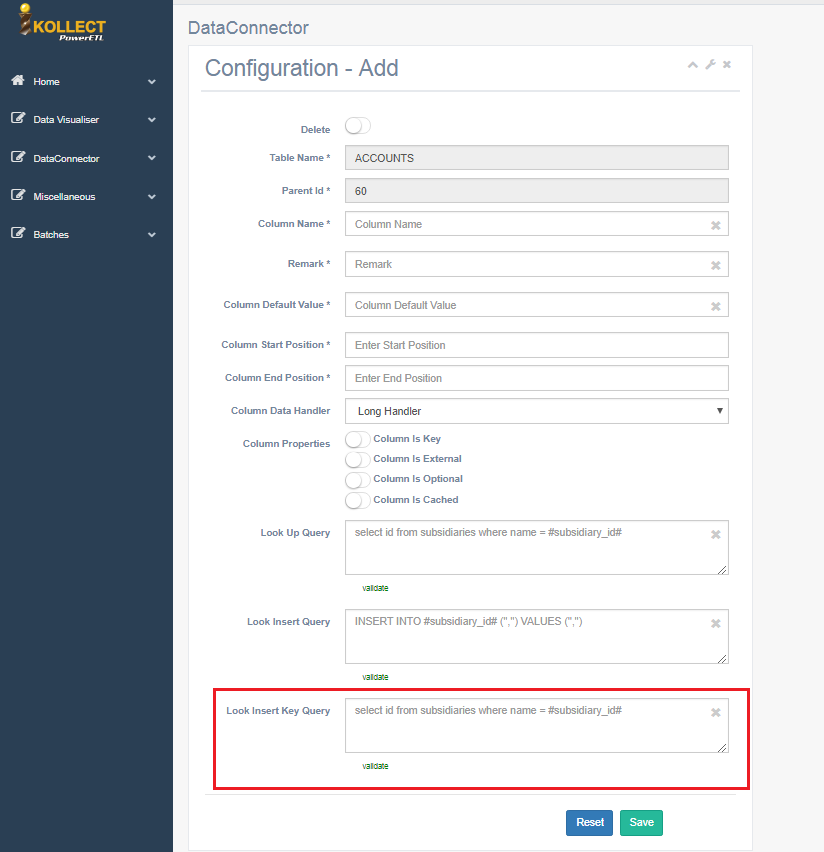 KOLLECT
PowerETL
Home
Data Visualiser
DataConnector
Miscellaneous
Batches
DataConnector
Configuration - Add
Delete
Table Name *
ACCOUNTS
Parent Id *
60
Column Name *
Column Name
Remark *
Remark
Column Default Value *
Column Default Value
Column Start Position *
Enter Start Position
Column End Position *
Enter End Position
Column Data Handler
Long Handler
Column Properties
Column Is Key
Column Is External
Column Is Optional
Column Is Cached
Look Up Query
select id from subsidiaries where name = #subsidiary_id#
validate
Look Insert Query
INSERT INTO #subsidiary_id# (",") VALUES (",")
validate
Look Insert Key Query
select id from subsidiaries where name = #subsidiary_id#
validate
Reset
Save